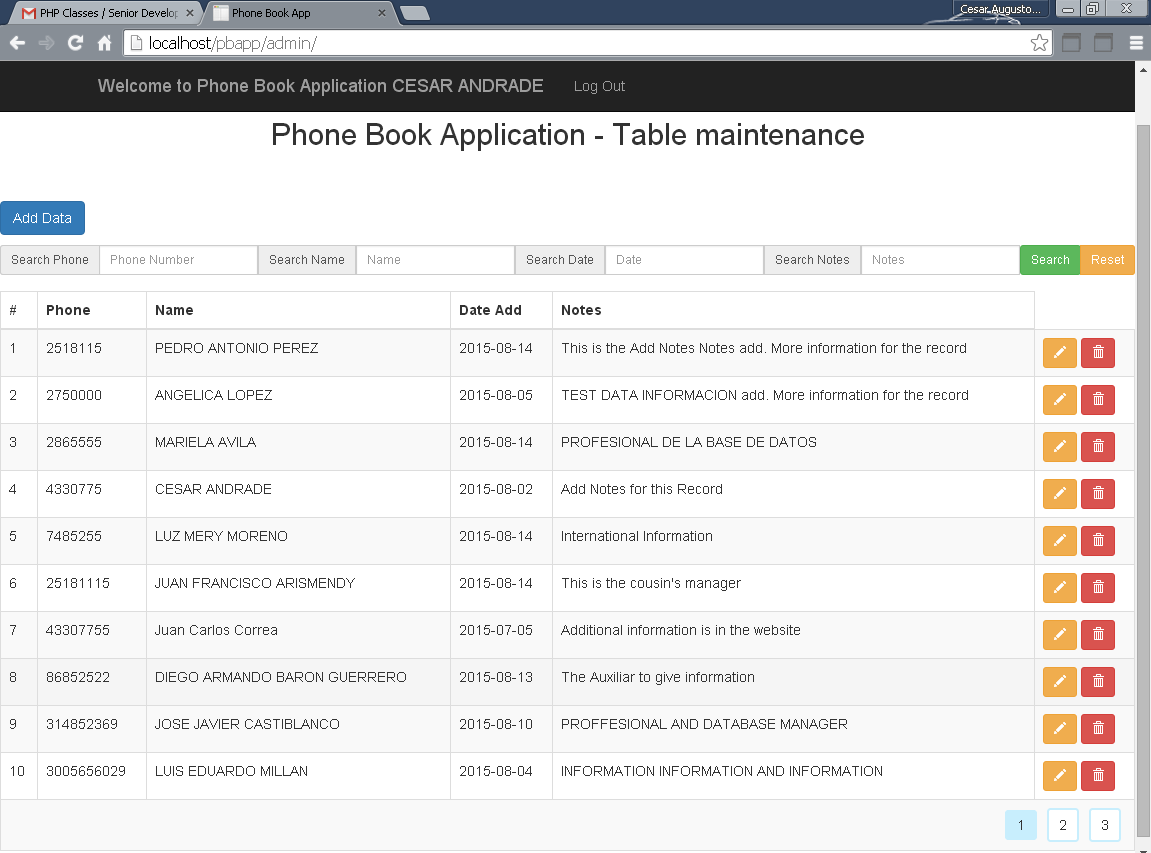 PHP Classes / Senior Develop
Phone Book App
Cesar Augusto...
localhost/pbapp/admin/
Welcome to Phone Book Application CESAR ANDRADE Log Out
Phone Book Application - Table maintenance
Add Data
Search Phone Phone Number Search Name Name Search Date Date Search Notes Notes Search Reset
# Phone Name Date Add Notes
1 2518115 PEDRO ANTONIO PEREZ 2015-08-14 This is the Add Notes Notes add. More information for the record
2 2750000 ANGELICA LOPEZ 2015-08-05 TEST DATA INFORMACION add. More information for the record
3 2865555 MARIELA AVILA 2015-08-14 PROFESIONAL DE LA BASE DE DATOS
4 4330775 CESAR ANDRADE 2015-08-02 Add Notes for this Record
5 7485255 LUZ MERY MORENO 2015-08-14 International Information
6 25181115 JUAN FRANCISCO ARISMENDY 2015-08-14 This is the cousin's manager
7 43307755 Juan Carlos Correa 2015-07-05 Additional information is in the website
8 86852522 DIEGO ARMANDO BARON GUERRERO 2015-08-13 The Auxiliar to give information
9 314852369 JOSE JAVIER CASTIBLANCO 2015-08-10 PROFFESIONAL AND DATABASE MANAGER
10 3005656029 LUIS EDUARDO MILLAN 2015-08-04 INFORMATION INFORMATION AND INFORMATION
1 2 3